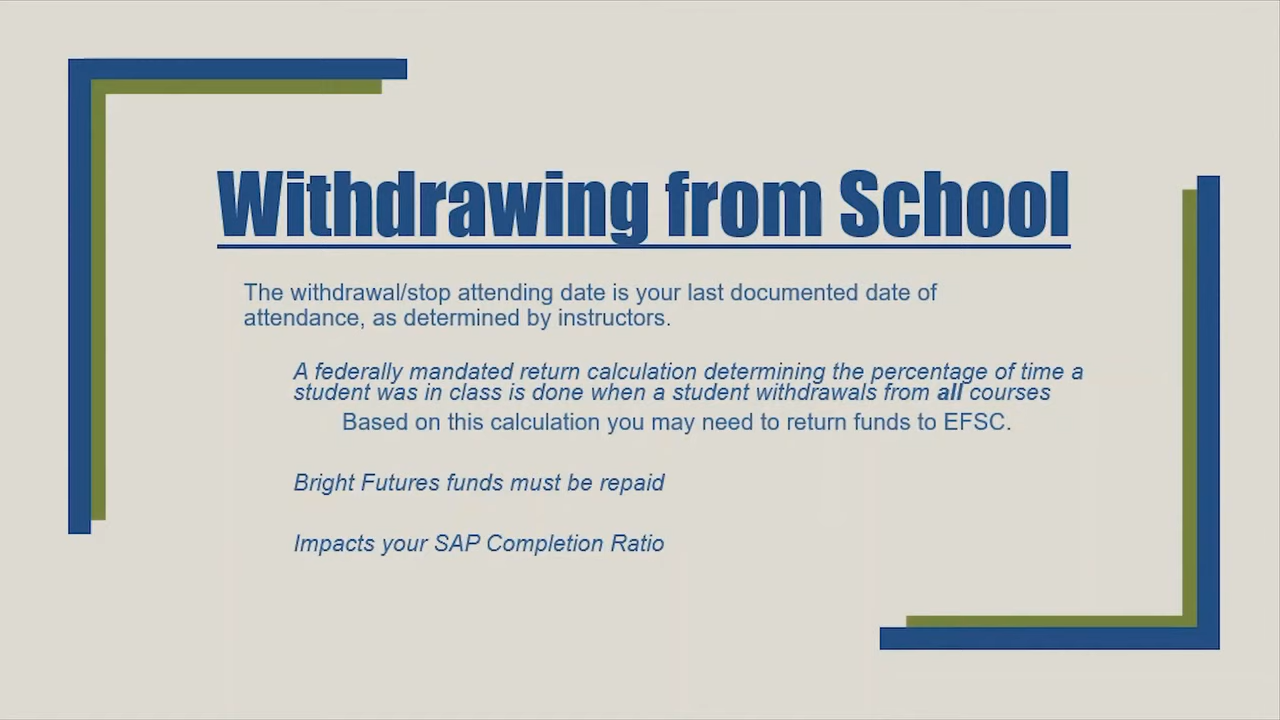 Withdrawing from School
The withdrawal/stop attending date is your last documented date of
attendance, as determined by instructors.
A federally mandated return calculation determining the percentage of time a
student was in class is done when a student withdrawals from all courses
Based on this calculation you may need to return funds to EFSC.
Bright Futures funds must be repaid
Impacts your SAP Completion Ratio